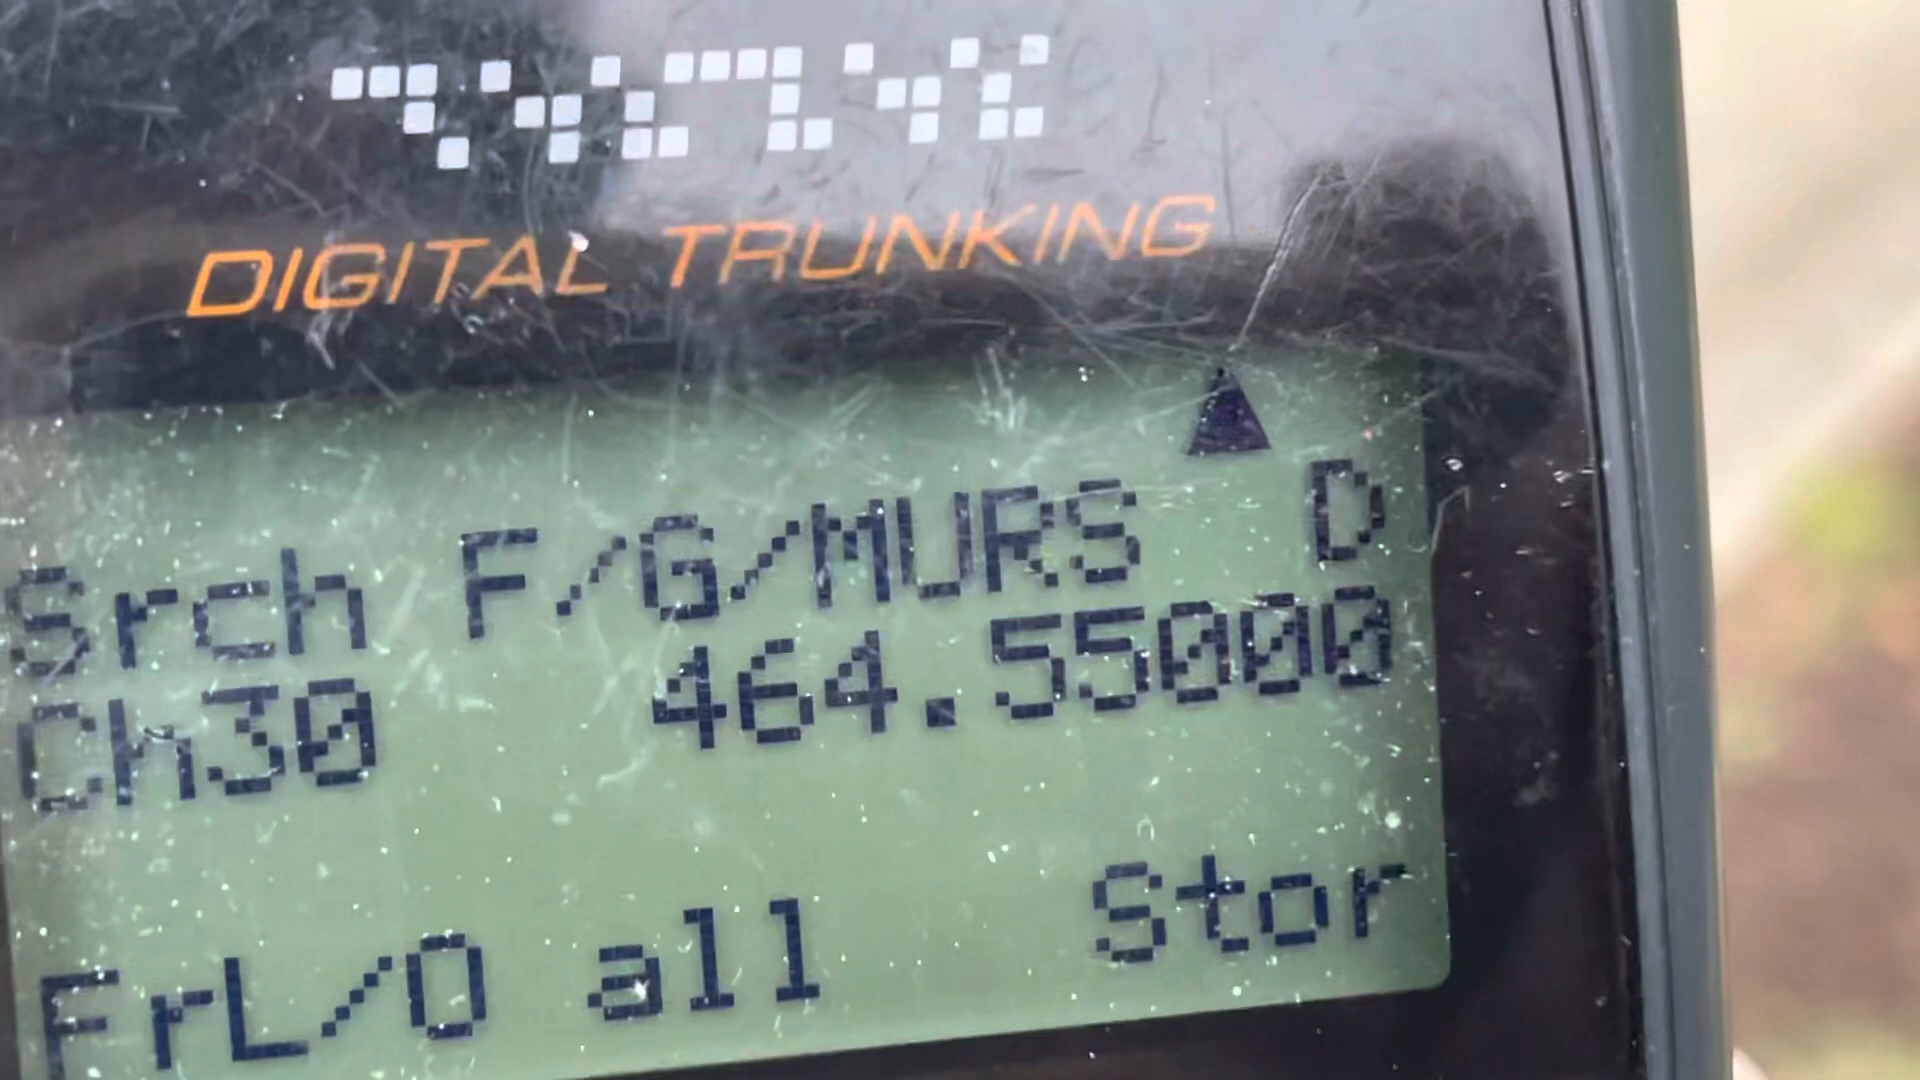 DIGITAL TRUNKING
Srch F/G/MURS D
Ch30 464.55000
FrL/O all Stor